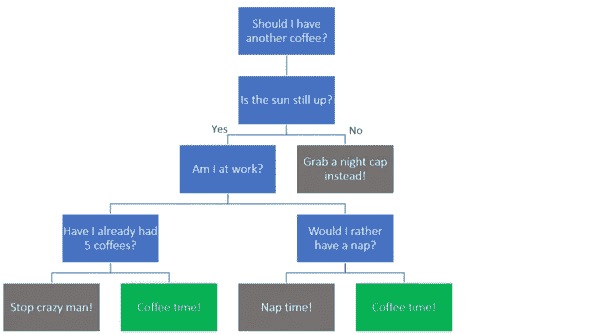 Should I have
another coffee?
Is the sun still up?
Yes
No
Am I at work?
Grab a night cap
instead!
Have I already had
5 coffees?
Would I rather
have a nap?
Stop crazy man!
Coffee time!
Nap time!
Coffee time!